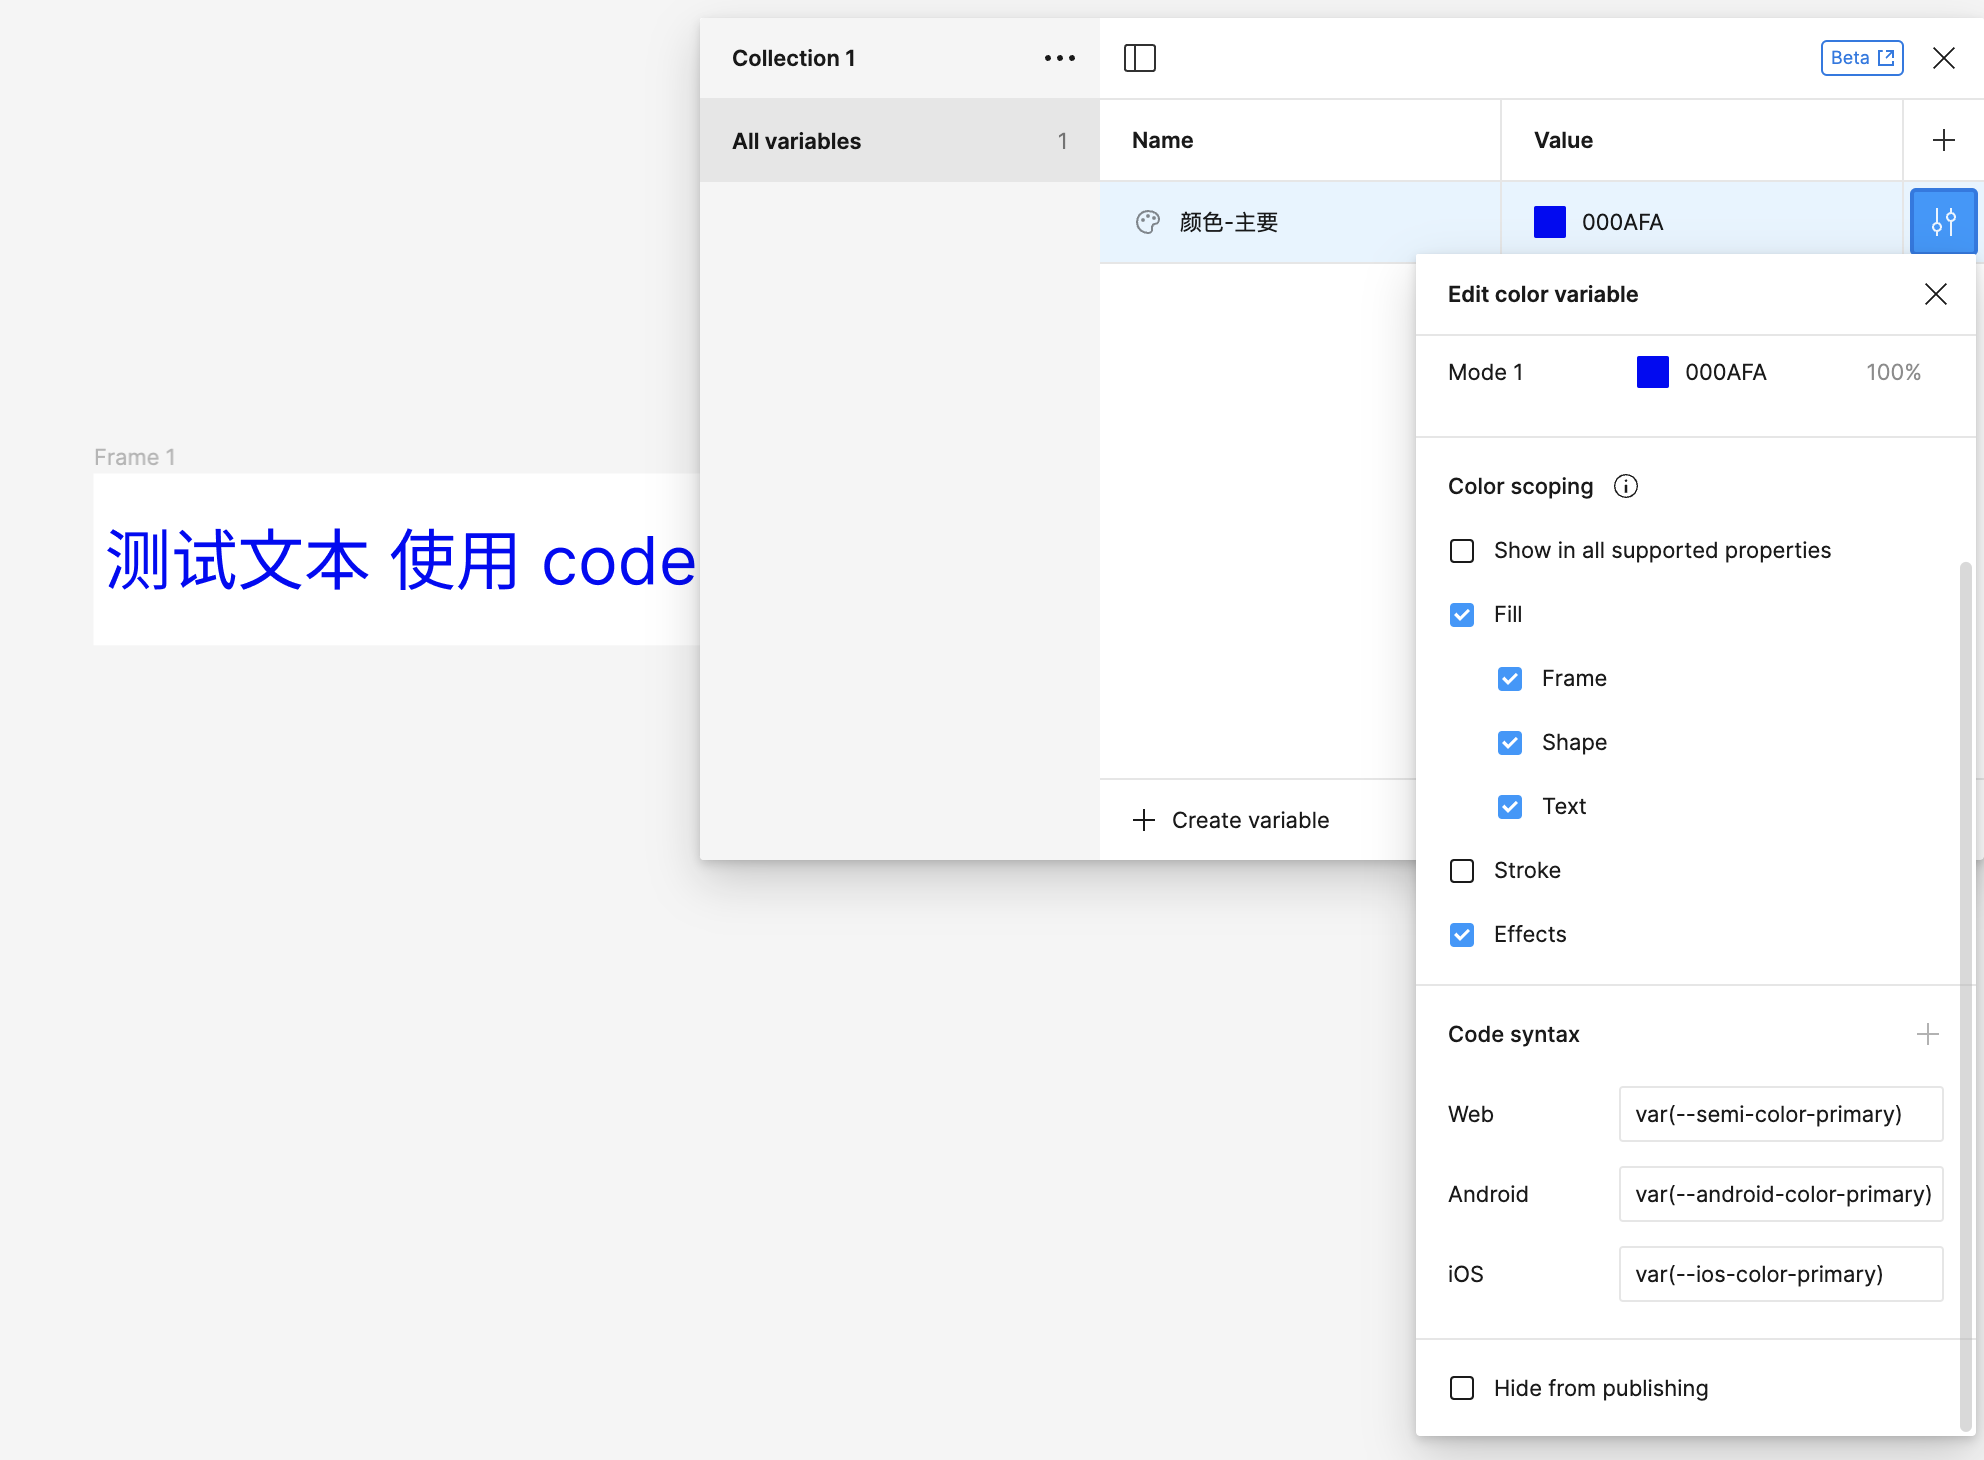 Collection 1
Beta
All variables 1
Name Value
颜色-主要 000AFA
Edit color variable
Mode 1 000AFA 100%
Frame 1
测试文本 使用 code
Color scoping
Show in all supported properties
Fill
Frame
Shape
Text
Create variable
Stroke
Effects
Code syntax
Web var(--semi-color-primary)
Android var(--android-color-primary)
iOS var(--ios-color-primary)
Hide from publishing